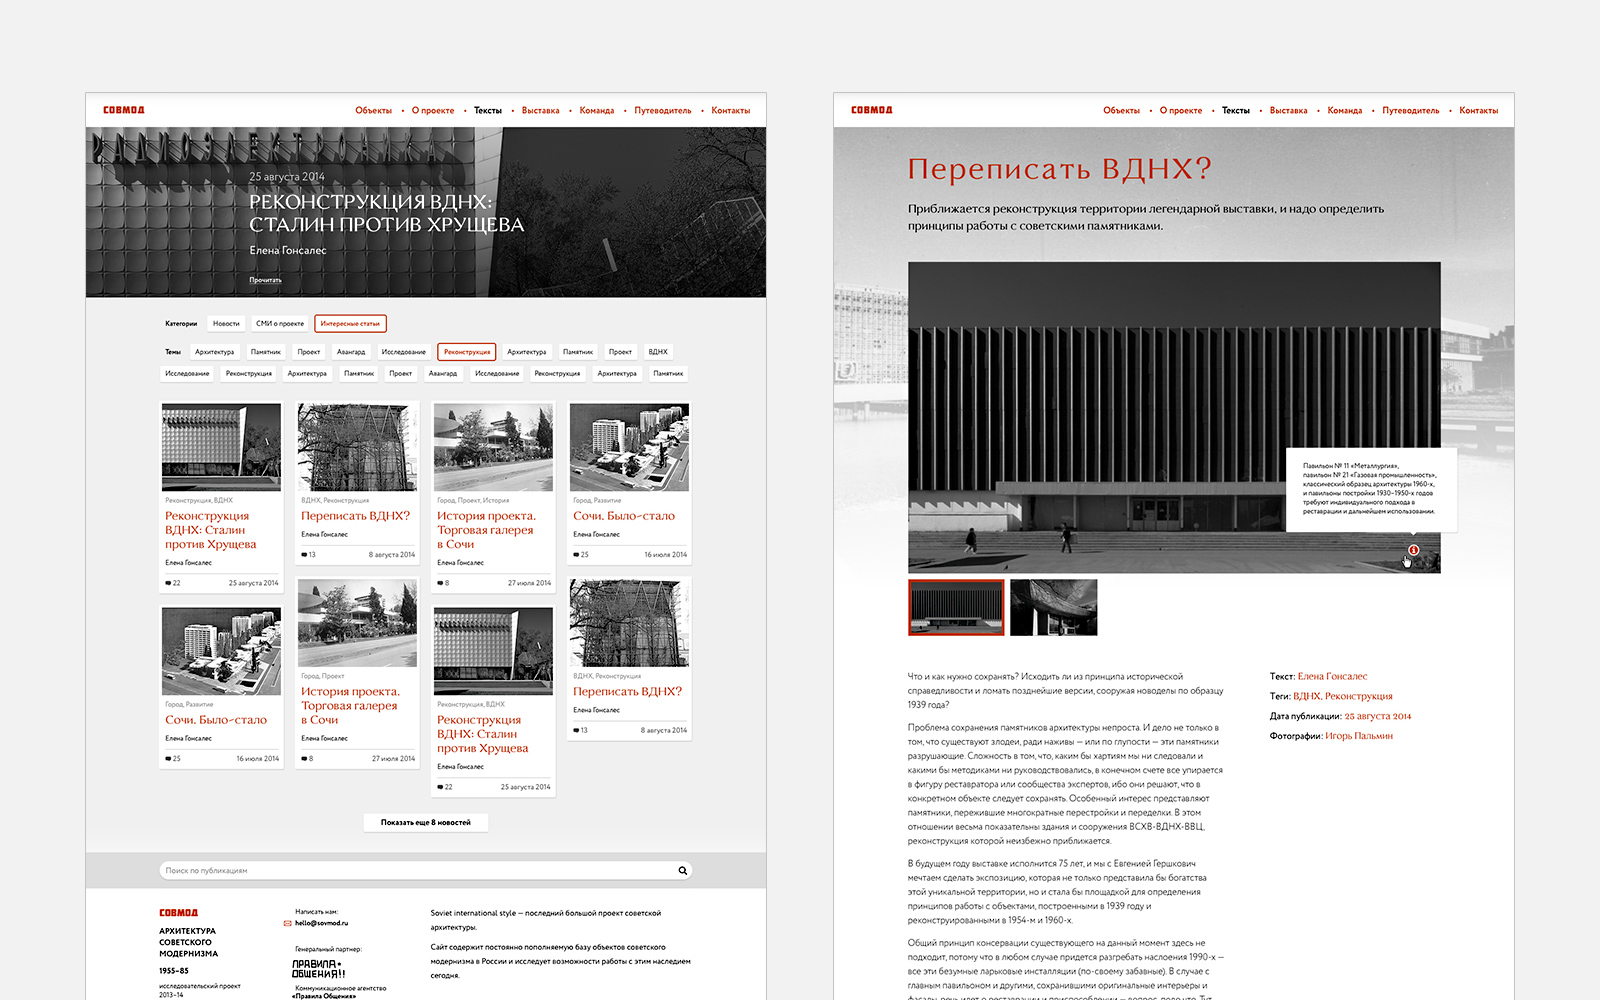 СОВМОД
Объекты • О проекте • Тексты • Выставка • Команда • Путеводитель • Контакты
РАДИОЭЛЕКТРОНИКА
25 августа 2014
РЕКОНСТРУКЦИЯ ВДНХ:
СТАЛИН ПРОТИВ ХРУЩЕВА
Елена Гонсалес
Прочитать
Категории Новости СМИ о проекте Интересные статьи
Темы Архитектура Памятник Проект Авангард Исследование Реконструкция Архитектура Памятник Проект ВДНХ
Исследование Реконструкция Архитектура Памятник Проект Авангард Исследование Реконструкция Архитектура Памятник
Реконструкция, ВДНХ
Реконструкция
ВДНХ: Сталин
против Хрущева
Елена Гонсалес
22 25 августа 2014
ВДНХ, Реконструкция
Переписать ВДНХ?
Елена Гонсалес
13 8 августа 2014
Город, Проект, История
История проекта.
Торговая галерея
в Сочи
Елена Гонсалес
8 27 июля 2014
Город, Развитие
Сочи. Было-стало
Елена Гонсалес
25 16 июля 2014
Город, Развитие
Сочи. Было-стало
Елена Гонсалес
25 16 июля 2014
Город, Проект
История проекта.
Торговая галерея
в Сочи
Елена Гонсалес
8 27 июля 2014
Реконструкция, ВДНХ
Реконструкция
ВДНХ: Сталин
против Хрущева
Елена Гонсалес
22 25 августа 2014
ВДНХ, Реконструкция
Переписать ВДНХ?
Елена Гонсалес
13 8 августа 2014
Показать еще 8 новостей
Поиск по публикациям
СОВМОД
АРХИТЕКТУРА
СОВЕТСКОГО
МОДЕРНИЗМА
1955–85
исследовательский проект
2013–14
Написать нам:
hello@sovmod.ru
Генеральный партнер:
ПРАВИЛА
ОБЩЕНИЯ!!
Коммуникационное агентство
«Правила Общения»
Soviet international style — последний большой проект советской
архитектуры.
Сайт содержит постоянно пополняемую базу объектов советского
модернизма в России и исследует возможности работы с этим наследием
сегодня.
СОВМОД
Объекты • О проекте • Тексты • Выставка • Команда • Путеводитель • Контакты
Переписать ВДНХ?
Приближается реконструкция территории легендарной выставки, и надо определить
принципы работы с советскими памятниками.
Павильон № 11 «Металлургия»,
павильон № 21 «Газовая промышленность»,
классический образец архитектуры 1960-х,
и павильоны постройки 1930–1950-х годов
требуют индивидуального подхода в
реставрации и дальнейшем использовании.
Что и как нужно сохранять? Исходить ли из принципа исторической
справедливости и ломать позднейшие версии, сооружая новоделы по образцу
1939 года?
Проблема сохранения памятников архитектуры непроста. И дело не только в
том, что существуют злодеи, ради наживы — или по глупости — эти памятники
разрушающие. Сложность в том, что, каким бы хартиям мы ни следовали и
какими бы методиками ни руководствовались, в конечном счете все упирается
в фигуру реставратора или сообщества экспертов, ибо они решают, что в
конкретном объекте следует сохранять. Особенный интерес представляют
памятники, пережившие многократные перестройки и переделки. В этом
отношении весьма показательны здания и сооружения ВСХВ-ВДНХ-ВВЦ,
реконструкция которой неизбежно приближается.
В будущем году выставке исполнится 75 лет, и мы с Евгенией Гершкович
мечтаем сделать экспозицию, которая не только представила бы богатства
этой уникальной территории, но и стала бы площадкой для определения
принципов работы с объектами, построенными в 1939 году и
реконструированными в 1954-м и 1960-х.
Общий принцип консервации существующего на данный момент здесь не
подходит, потому что в любом случае придется разгребать наслоения 1990-х —
все эти безумные ларьковые инсталляции (по-своему забавные). В случае с
главным павильоном и другими, сохранившими оригинальные интерьеры и
фасады, речь идет о реставрации и приспособлении — вопрос, под что. Тут
Текст: Елена Гонсалес
Теги: ВДНХ, Реконструкция
Дата публикации: 25 августа 2014
Фотографии: Игорь Пальмин